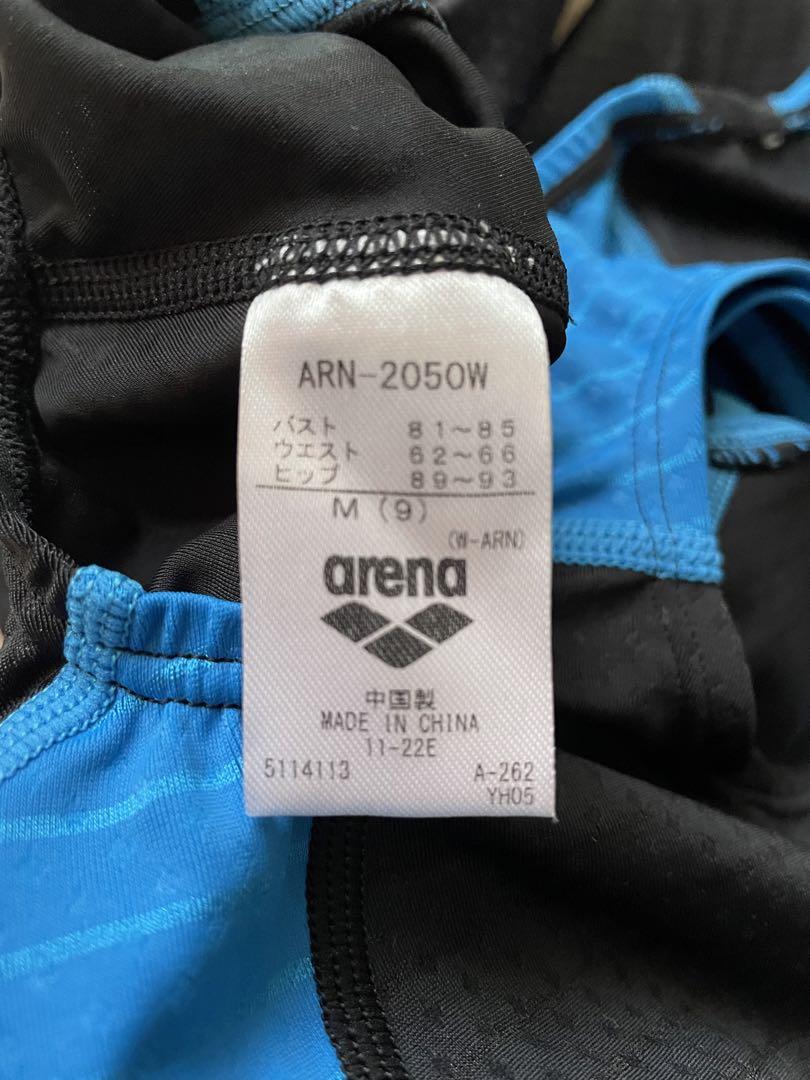 ARN-2050W
バスト 81~85
ウエスト 62~66
ヒップ 89~93
M (9)
(W-ARN)
arena
中国製
MADE IN CHINA
11-22E
5114113 A-262
YH05